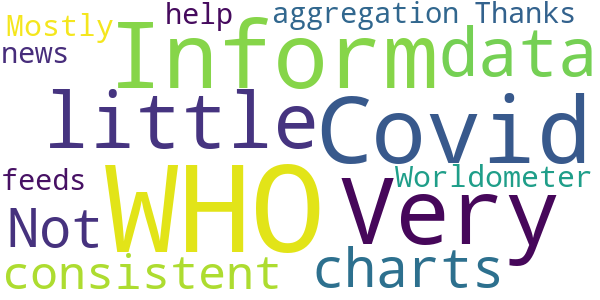 Mostly help aggregation Thanks
news Inform data
little Covid
feeds WHO Very Worldometer
Not
consistent charts